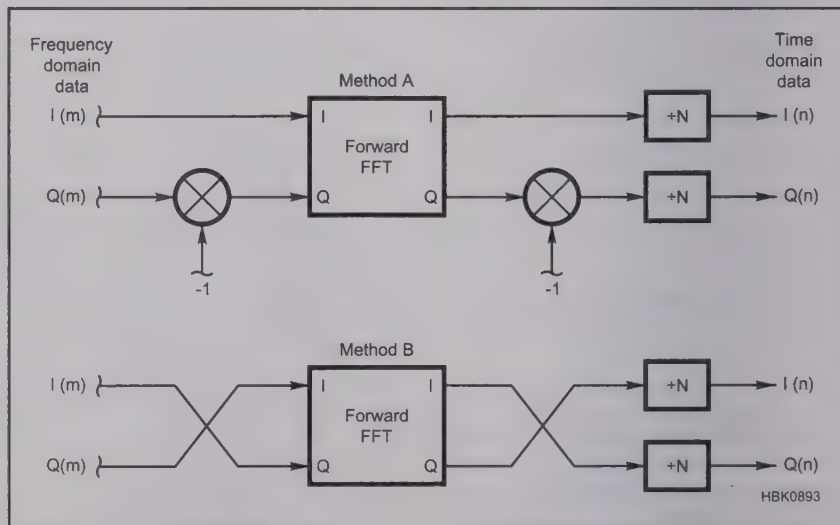 Frequency
domain
data
Time
domain
data
Method A
I (m)
I
I
÷N
I (n)
Forward
FFT
Q(m)
Q
Q
÷N
Q(n)
-1
-1
Method B
I (m)
I
I
÷N
I (n)
Forward
FFT
Q(m)
Q
Q
÷N
Q(n)
HBK0893